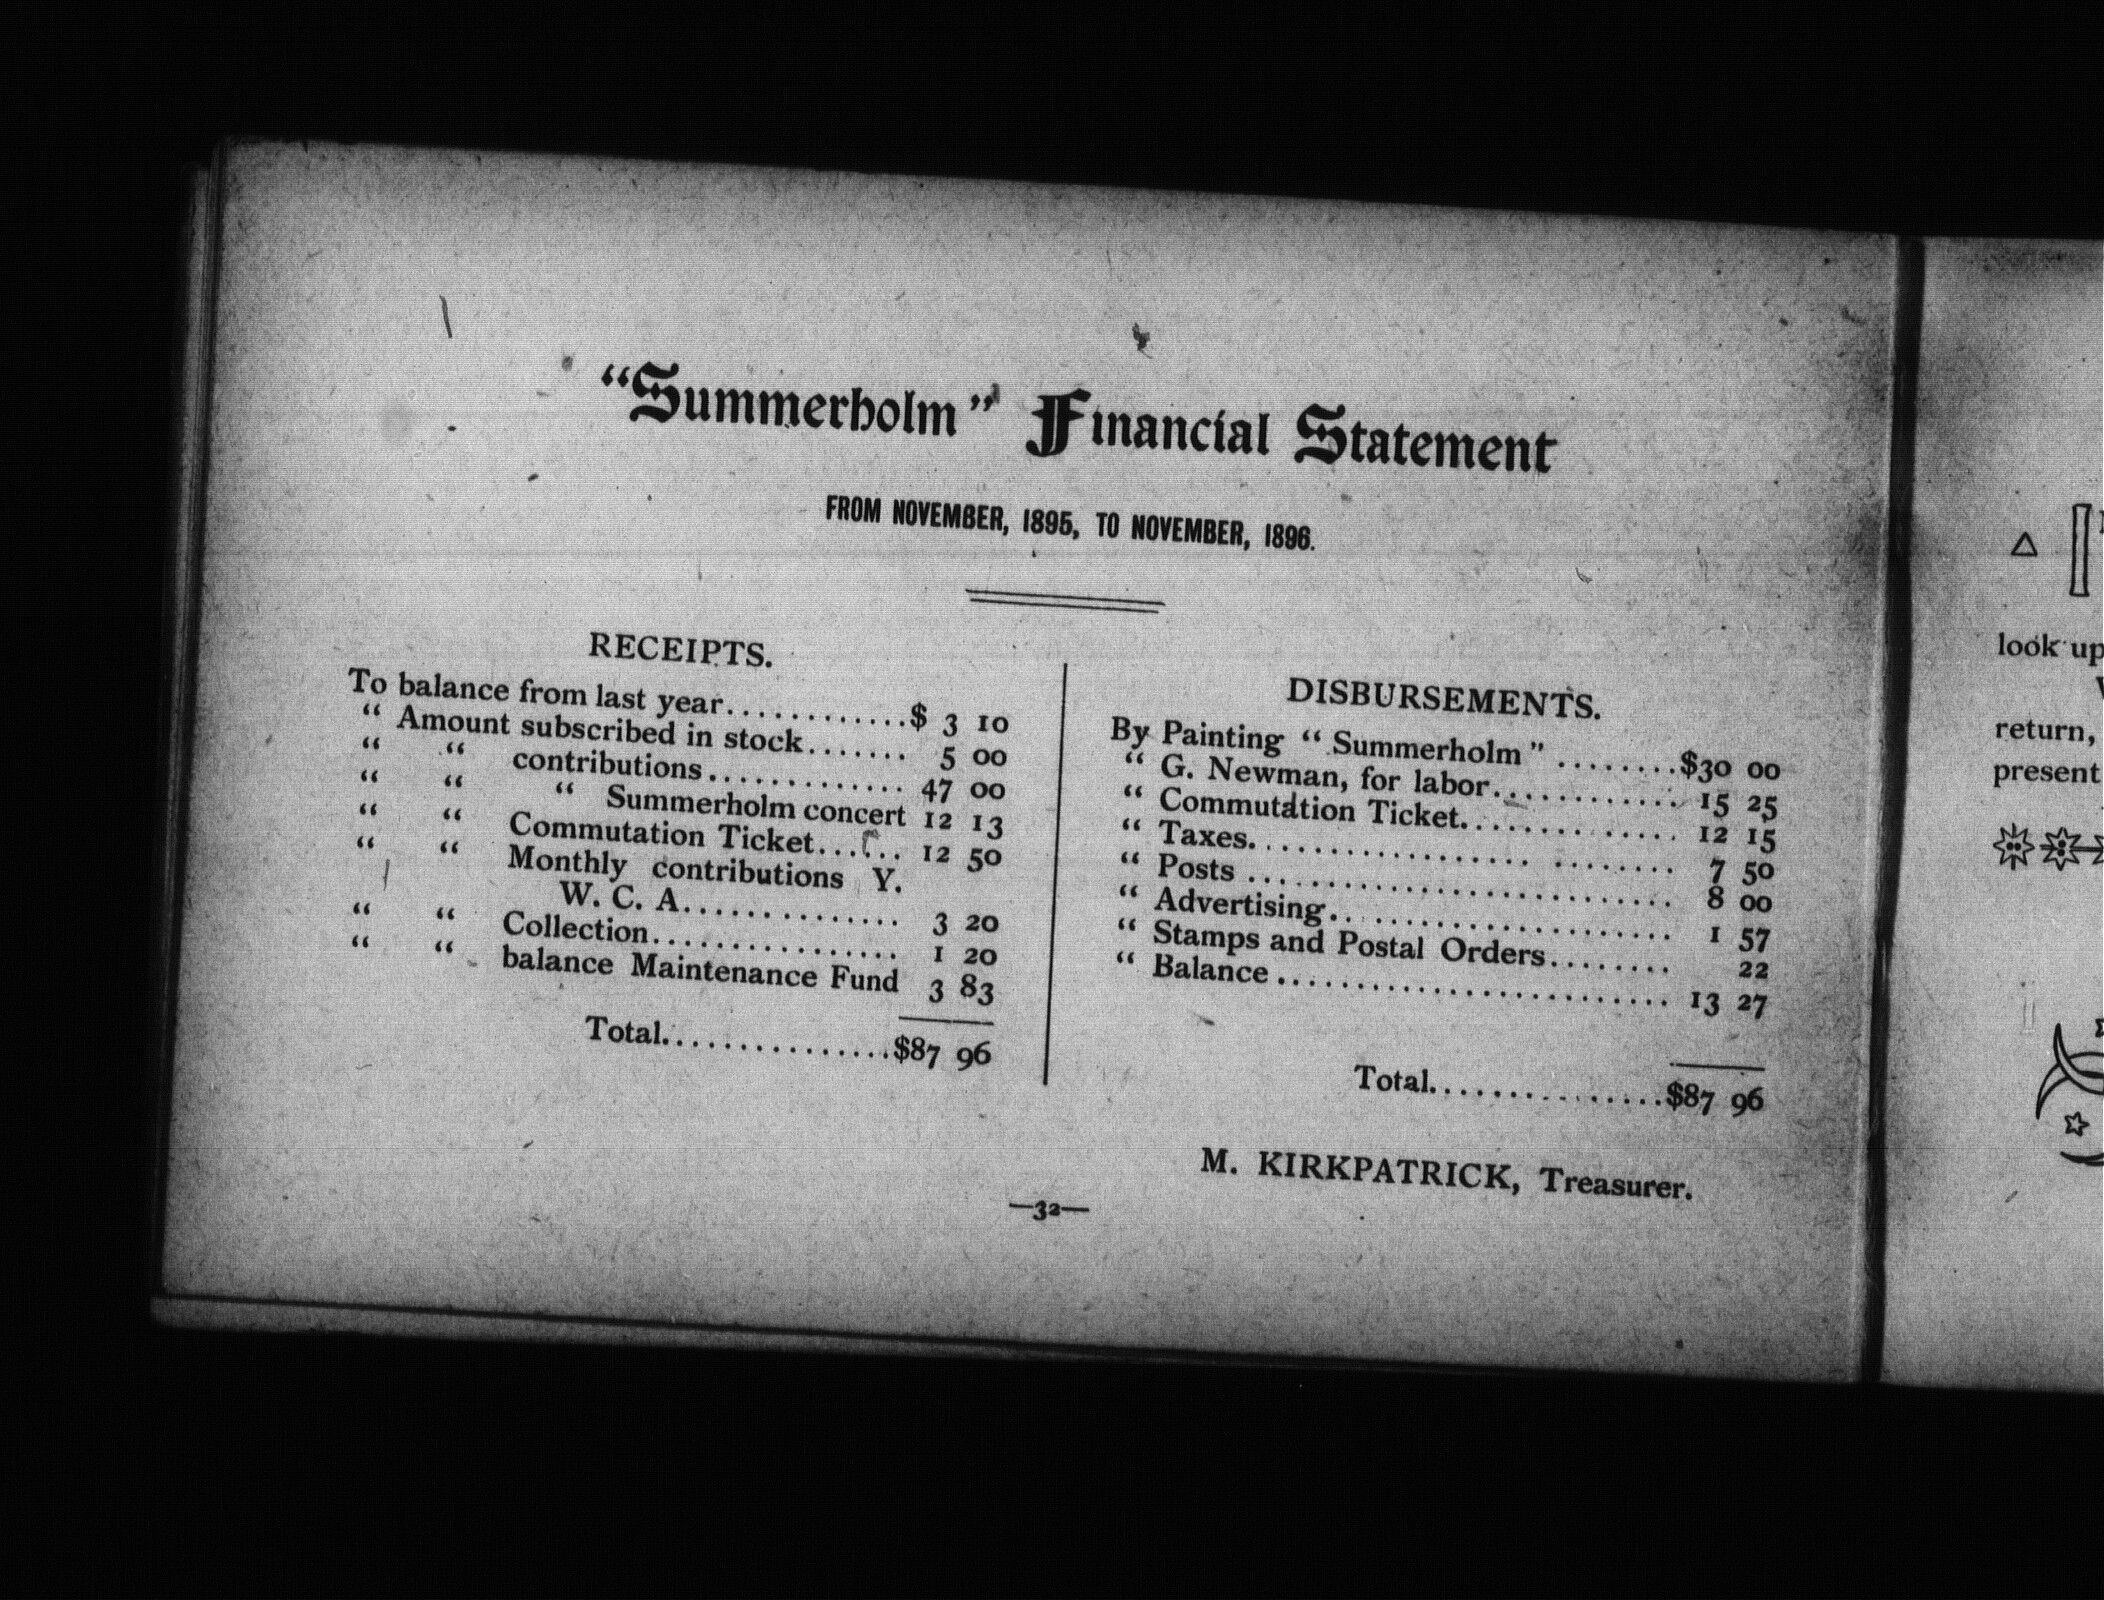 “Summerholm” Financial Statement
FROM NOVEMBER, 1895, TO NOVEMBER, 1896.
RECEIPTS.
To balance from last year............$ 3 10
“ Amount subscribed in stock....... 5 00
“ “ contributions............. 47 00
“ “ “ Summerholm concert 12 13
“ “ Commutation Ticket...... 12 50
“ “ Monthly contributions Y.
W. C. A.............. 3 20
“ “ Collection................ 1 20
“ “ balance Maintenance Fund 3 83
Total...............$87 96
DISBURSEMENTS.
By Painting “ Summerholm ” ........$30 00
“ G. Newman, for labor............ 15 25
“ Commutation Ticket.............. 12 15
“ Taxes.......................... 7 50
“ Posts .......................... 8 00
“ Advertising..................... 1 57
“ Stamps and Postal Orders........ 22
“ Balance ......................... 13 27
Total...............$87 96
M. KIRKPATRICK, Treasurer.
—32—
look up
return,
present